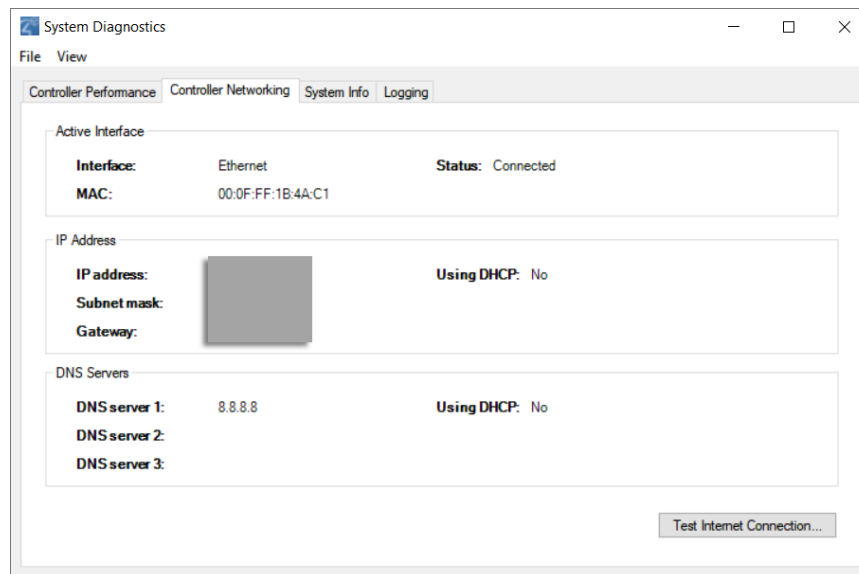 System Diagnostics
File View
Controller Performance Controller Networking System Info Logging
Active Interface
Interface: Ethernet Status: Connected
MAC: 00:0F:FF:1B:4A:C1
IP Address
IP address: Using DHCP: No
Subnet mask:
Gateway:
DNS Servers
DNS server 1: 8.8.8.8 Using DHCP: No
DNS server 2:
DNS server 3:
Test Internet Connection...